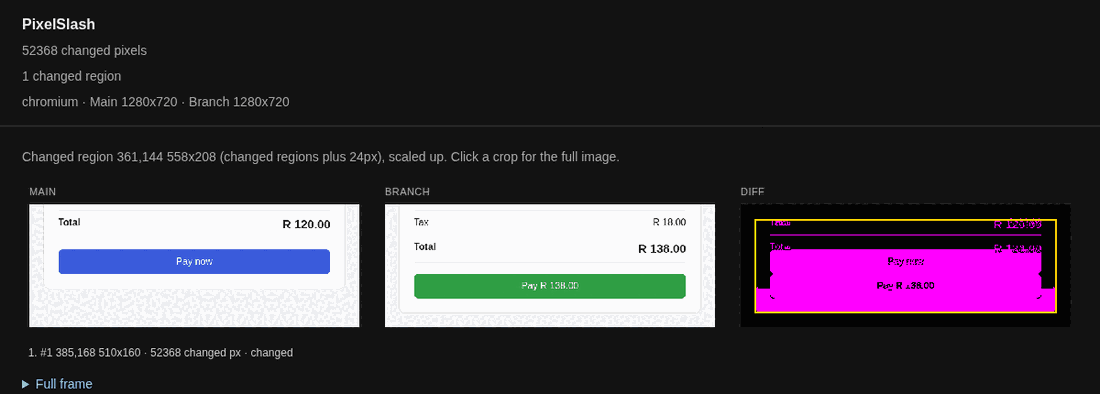 PixelSlash
52368 changed pixels
1 changed region
chromium · Main 1280x720 · Branch 1280x720
Changed region 361,144 558x208 (changed regions plus 24px), scaled up. Click a crop for the full image.
MAIN
BRANCH
DIFF
Total R 120.00
Pay now
Tax R 18.00
Total R 138.00
Pay R 138.00
Pay now
Pay R 138.00
1. #1 385,168 510x160 · 52368 changed px · changed
▶ Full frame